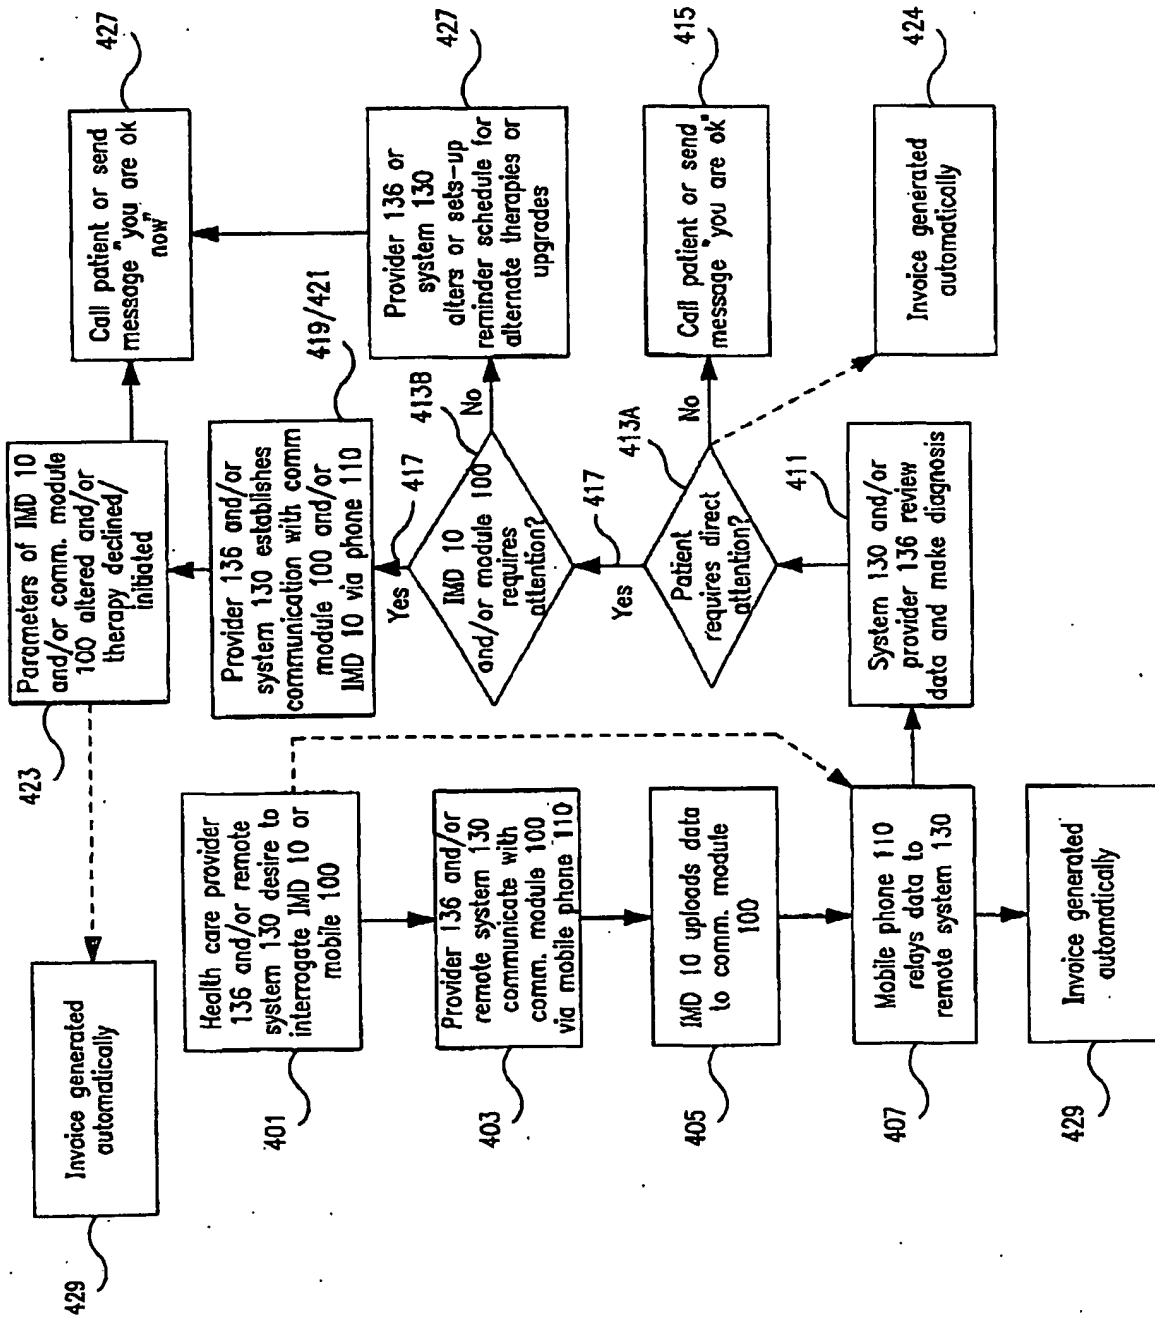 Invoice generated
automatically
429
Parameters of IMD 10
and/or comm. module
100 altered and/or
therapy declined/
initiated
423
Call patient or send
message "you are ok
now"
427
Health care provider
136 and/or remote
system 130 desire to
interrogate IMD 10 or
mobile 100
401
Provider 136 and/or
system 130 establishes
communication with comm
module 100 and/or
IMD 10 via phone 110
419/421
Provider 136 or
system 130
alters or sets-up
reminder schedule for
alternate therapies or
upgrades
427
Provider 136 and/or
remote system 130
communicate with
comm. module 100
via mobile phone 110
403
Yes
417
IMD 10
and/or module 100
requires
attention?
413B
No
IMD 10 uploads data
to comm. module
100
405
Yes
417
Patient
requires direct
attention?
413A
No
Call patient or send
message "you are ok"
415
Mobile phone 110
relays data to
remote system 130
407
System 130 and/or
provider 136 review
data and make diagnosis
411
Invoice generated
automatically
424
Invoice generated
automatically
429